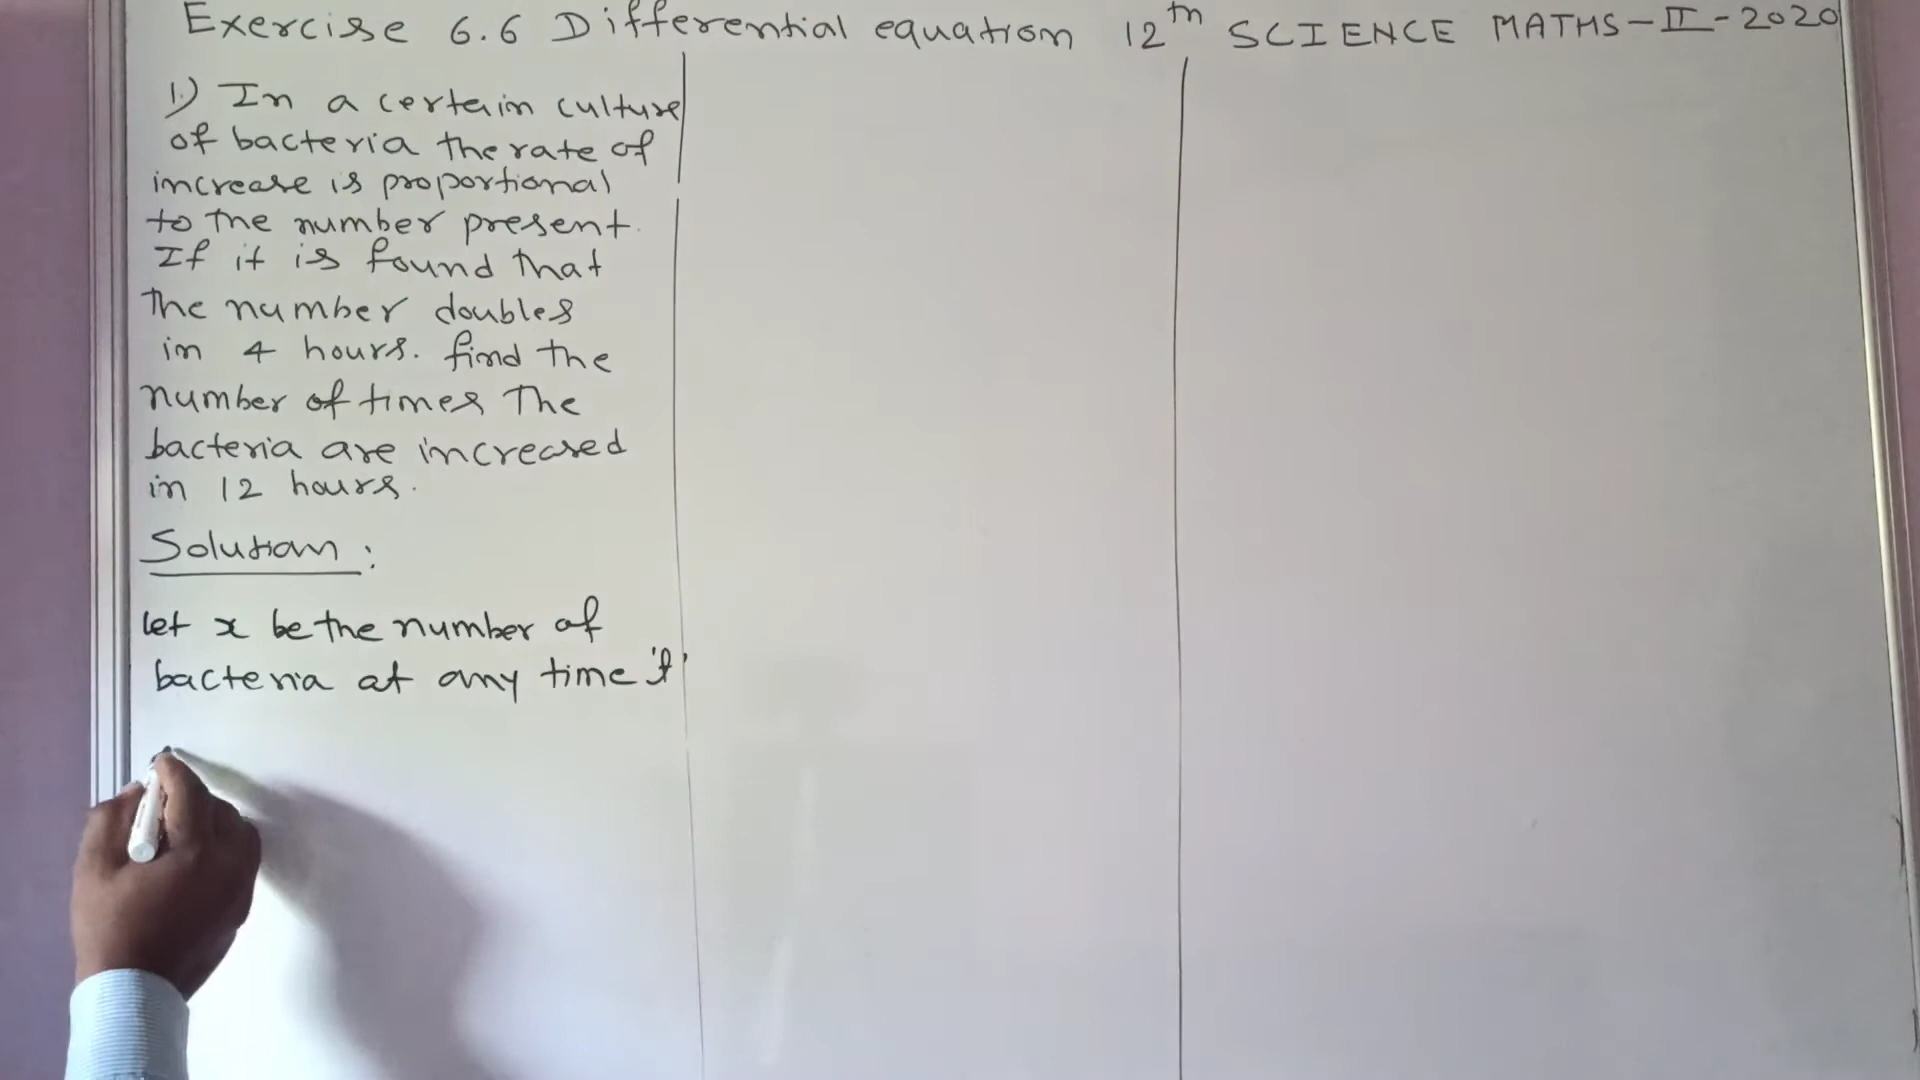 Exercise 6.6 Differential equation 12th SCIENCE MATHS-II-2020
1.) In a certain culture
of bacteria the rate of
increase is proportional
to the number present.
If it is found that
the number doubles
in 4 hours. find the
number of times the
bacteria are increased
in 12 hours.
Solution :
let x be the number of
bacteria at any time 't'